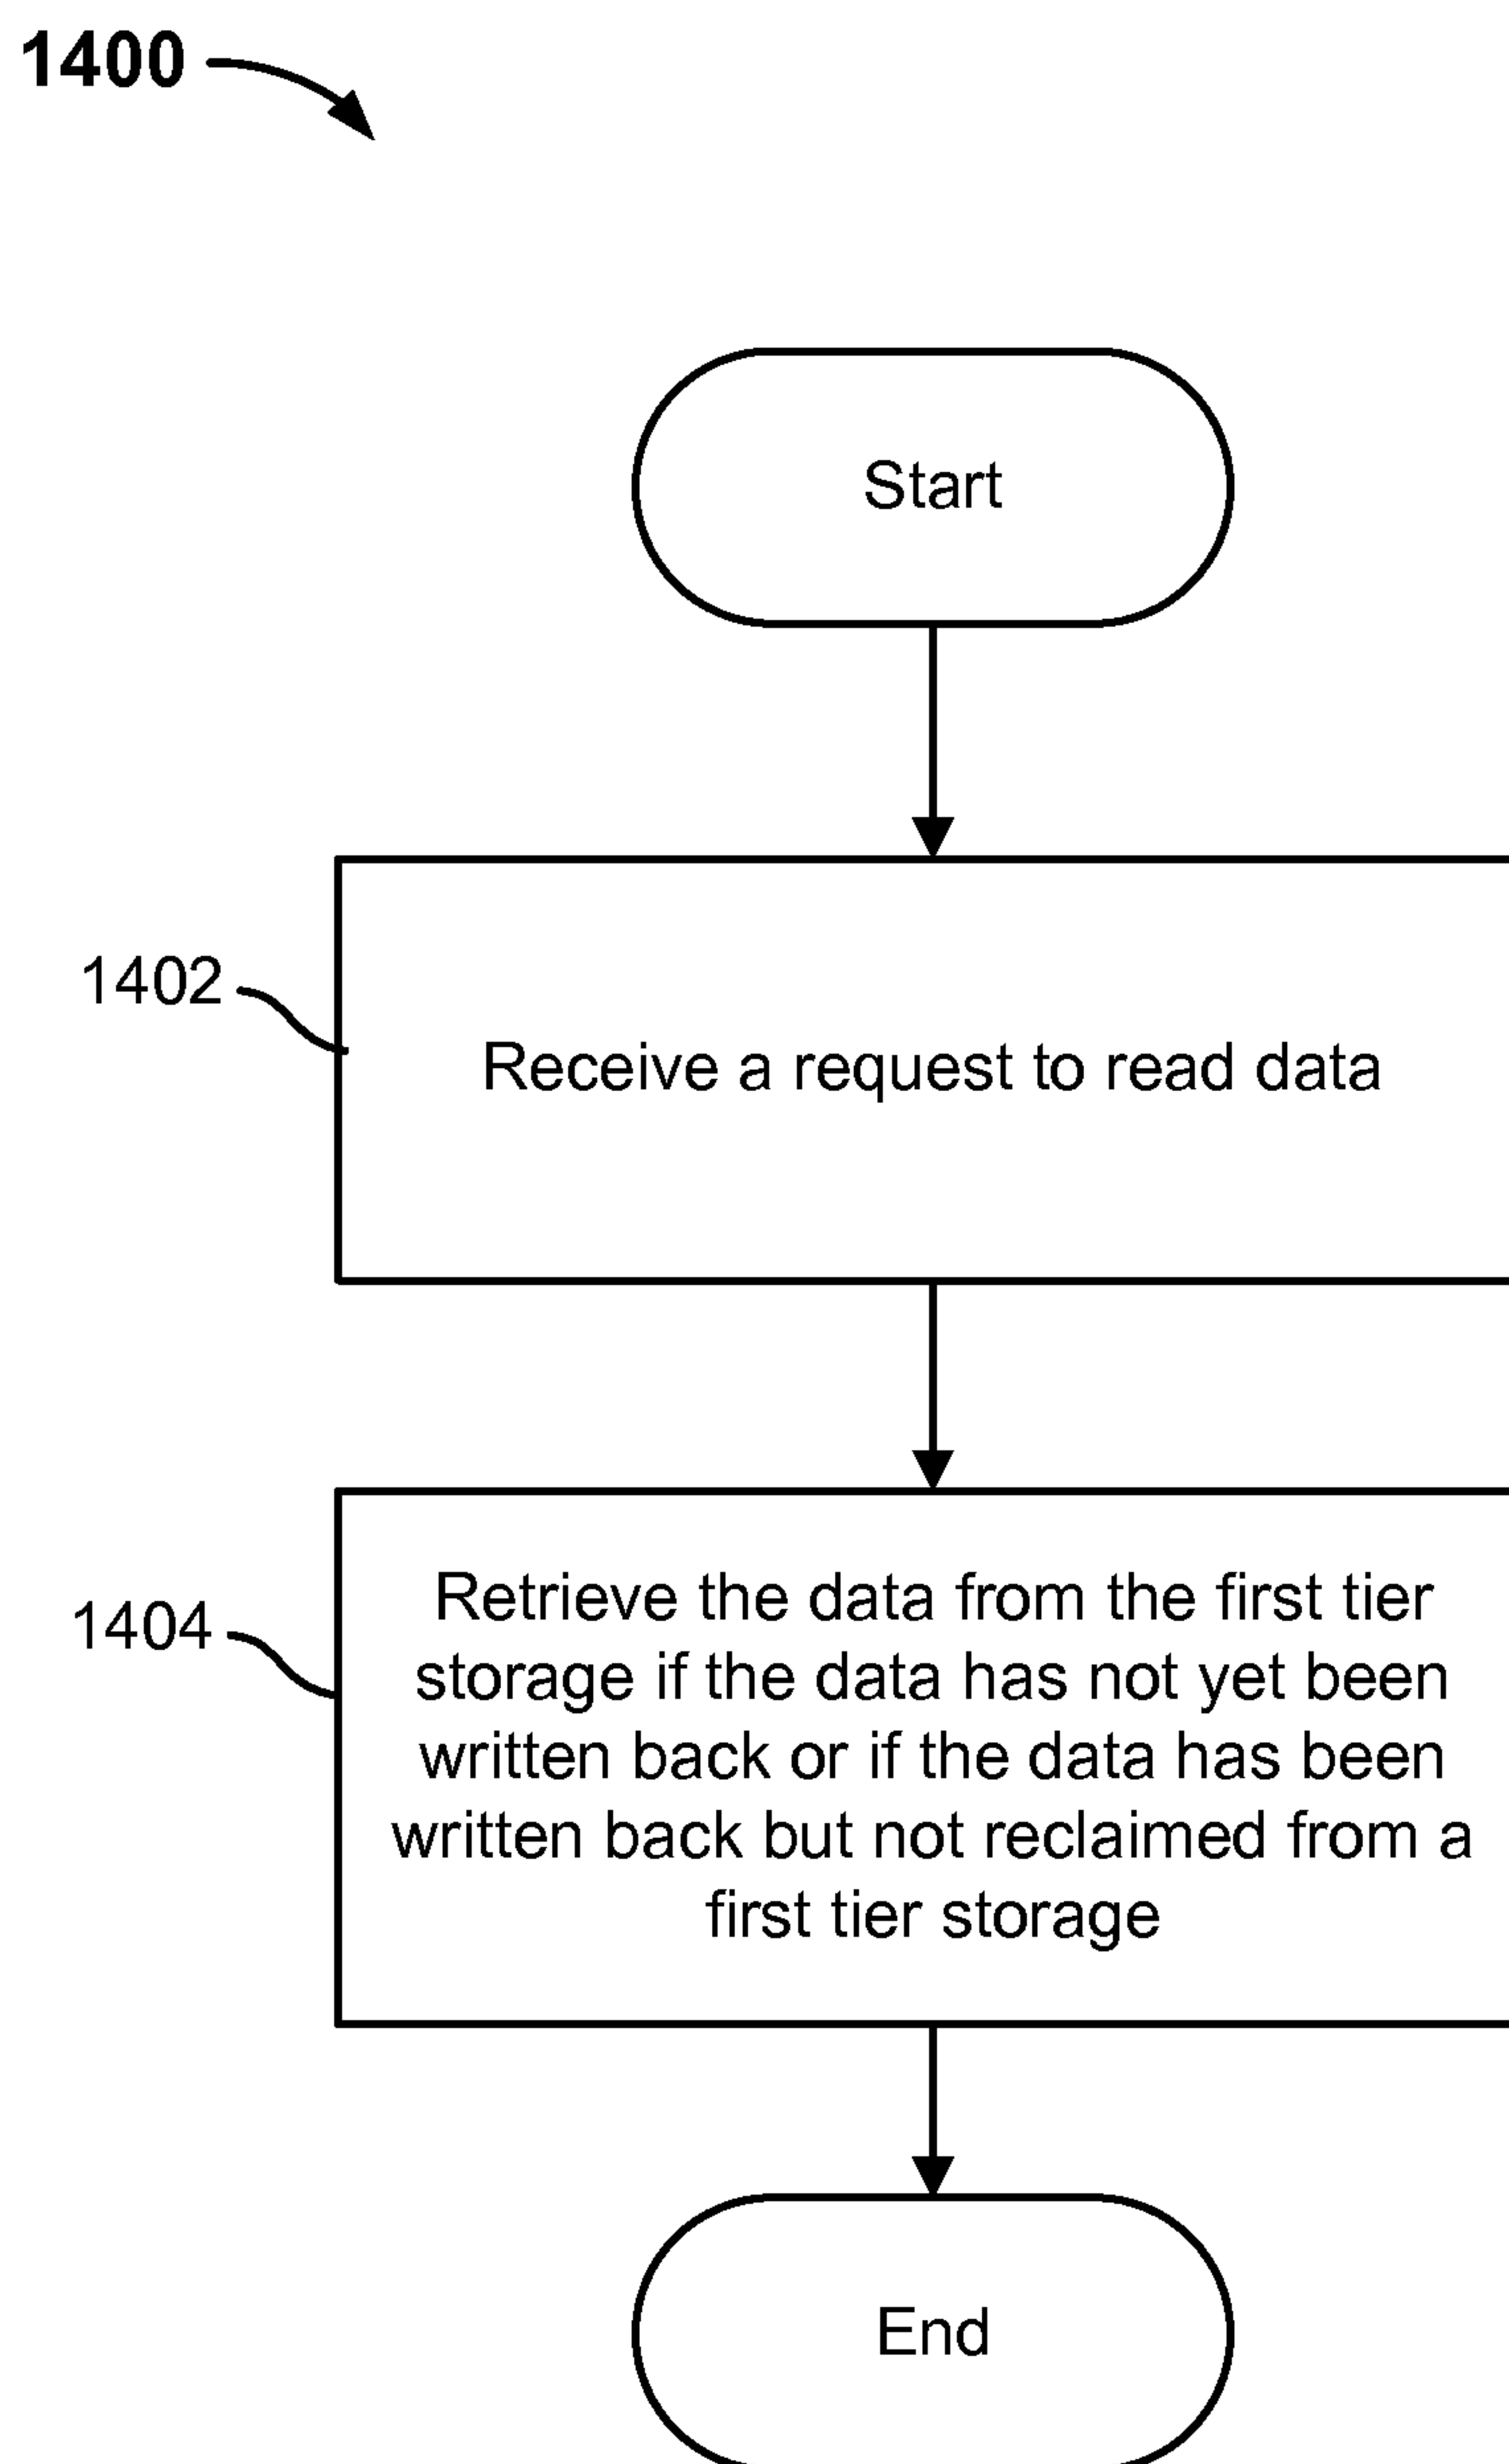 1400
Start
1402
Receive a request to read data
1404
Retrieve the data from the first tier
storage if the data has not yet been
written back or if the data has been
written back but not reclaimed from a
first tier storage
End